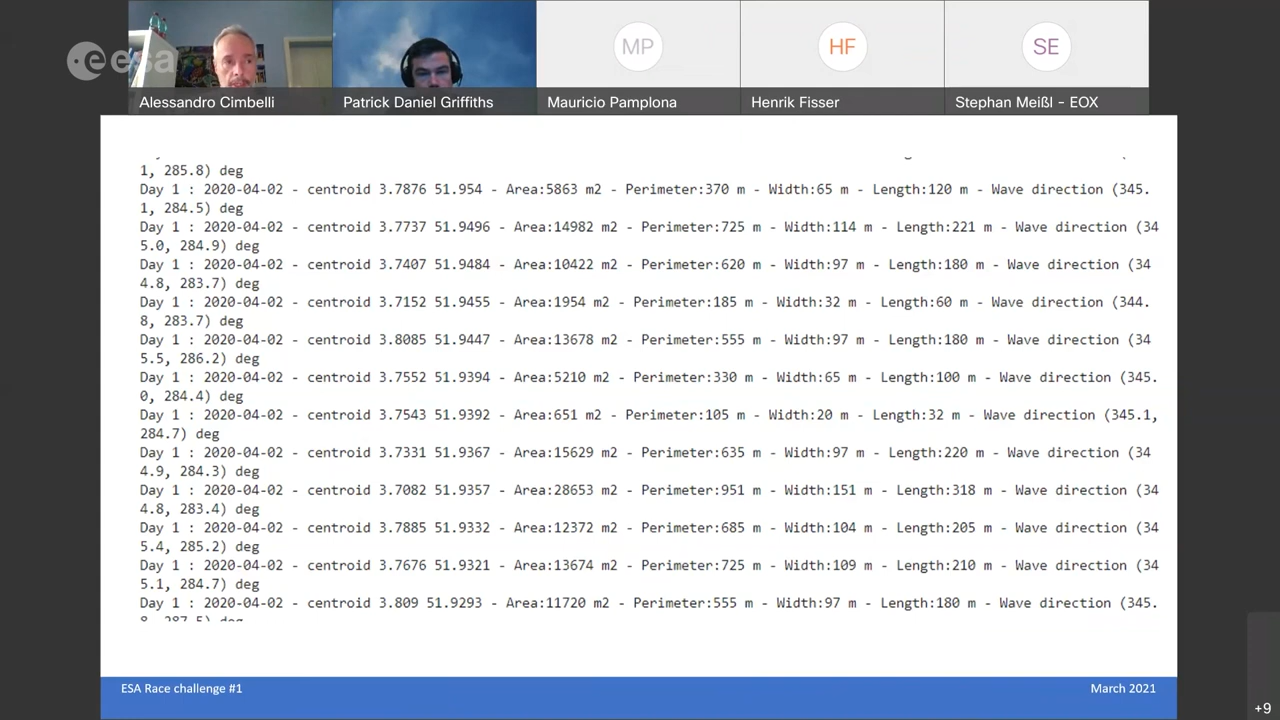 esa
MP
HF
SE
Alessandro Cimbelli
Patrick Daniel Griffiths
Mauricio Pamplona
Henrik Fisser
Stephan Meißl - EOX
1, 285.8) deg
Day 1 : 2020-04-02 - centroid 3.7876 51.954 - Area:5863 m2 - Perimeter:370 m - Width:65 m - Length:120 m - Wave direction (345.
1, 284.5) deg
Day 1 : 2020-04-02 - centroid 3.7737 51.9496 - Area:14982 m2 - Perimeter:725 m - Width:114 m - Length:221 m - Wave direction (34
5.0, 284.9) deg
Day 1 : 2020-04-02 - centroid 3.7407 51.9484 - Area:10422 m2 - Perimeter:620 m - Width:97 m - Length:180 m - Wave direction (34
4.8, 283.7) deg
Day 1 : 2020-04-02 - centroid 3.7152 51.9455 - Area:1954 m2 - Perimeter:185 m - Width:32 m - Length:60 m - Wave direction (344.
8, 283.7) deg
Day 1 : 2020-04-02 - centroid 3.8085 51.9447 - Area:13678 m2 - Perimeter:555 m - Width:97 m - Length:180 m - Wave direction (34
5.5, 286.2) deg
Day 1 : 2020-04-02 - centroid 3.7552 51.9394 - Area:5210 m2 - Perimeter:330 m - Width:65 m - Length:100 m - Wave direction (345.
0, 284.4) deg
Day 1 : 2020-04-02 - centroid 3.7543 51.9392 - Area:651 m2 - Perimeter:105 m - Width:20 m - Length:32 m - Wave direction (345.1,
284.7) deg
Day 1 : 2020-04-02 - centroid 3.7331 51.9367 - Area:15629 m2 - Perimeter:635 m - Width:97 m - Length:220 m - Wave direction (34
4.9, 284.3) deg
Day 1 : 2020-04-02 - centroid 3.7082 51.9357 - Area:28653 m2 - Perimeter:951 m - Width:151 m - Length:318 m - Wave direction (34
4.8, 283.4) deg
Day 1 : 2020-04-02 - centroid 3.7885 51.9332 - Area:12372 m2 - Perimeter:685 m - Width:104 m - Length:205 m - Wave direction (34
5.4, 285.2) deg
Day 1 : 2020-04-02 - centroid 3.7676 51.9321 - Area:13674 m2 - Perimeter:725 m - Width:109 m - Length:210 m - Wave direction (34
5.1, 284.7) deg
Day 1 : 2020-04-02 - centroid 3.809 51.9293 - Area:11720 m2 - Perimeter:555 m - Width:97 m - Length:180 m - Wave direction (345.
ESA Race challenge #1
March 2021
+9